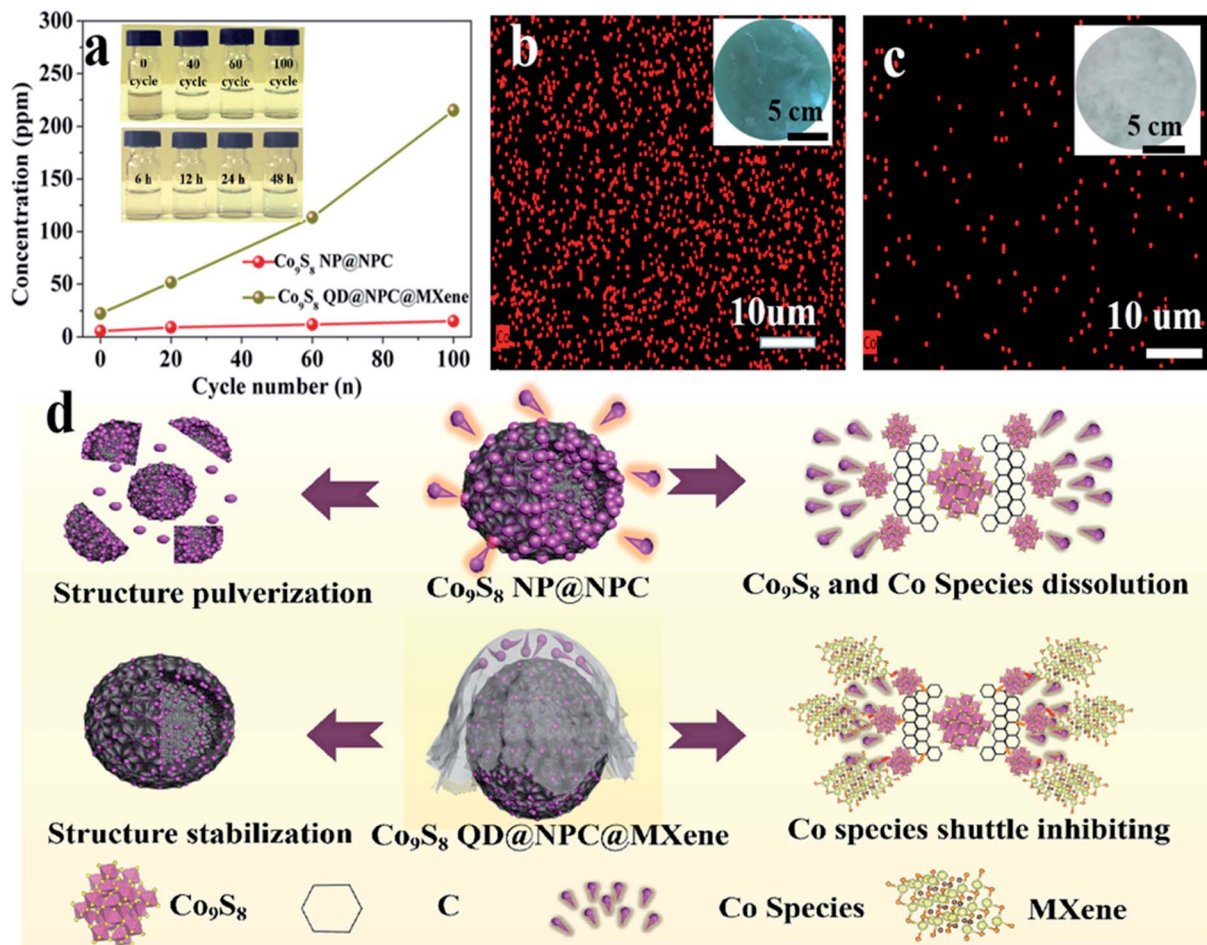 a
300
250
200
150
100
50
0
Concentration (ppm)
0 cycle
40 cycle
60 cycle
100 cycle
6 h
12 h
24 h
48 h
Co₉S₈ NP@NPC
Co₉S₈ QD@NPC@MXene
0 20 40 60 80 100
Cycle number (n)
b
5 cm
10um
Co
c
5 cm
10 um
Co
d
Structure pulverization
Co₉S₈ NP@NPC
Co₉S₈ and Co Species dissolution
Structure stabilization
Co₉S₈ QD@NPC@MXene
Co species shuttle inhibiting
Co₉S₈
C
Co Species
MXene